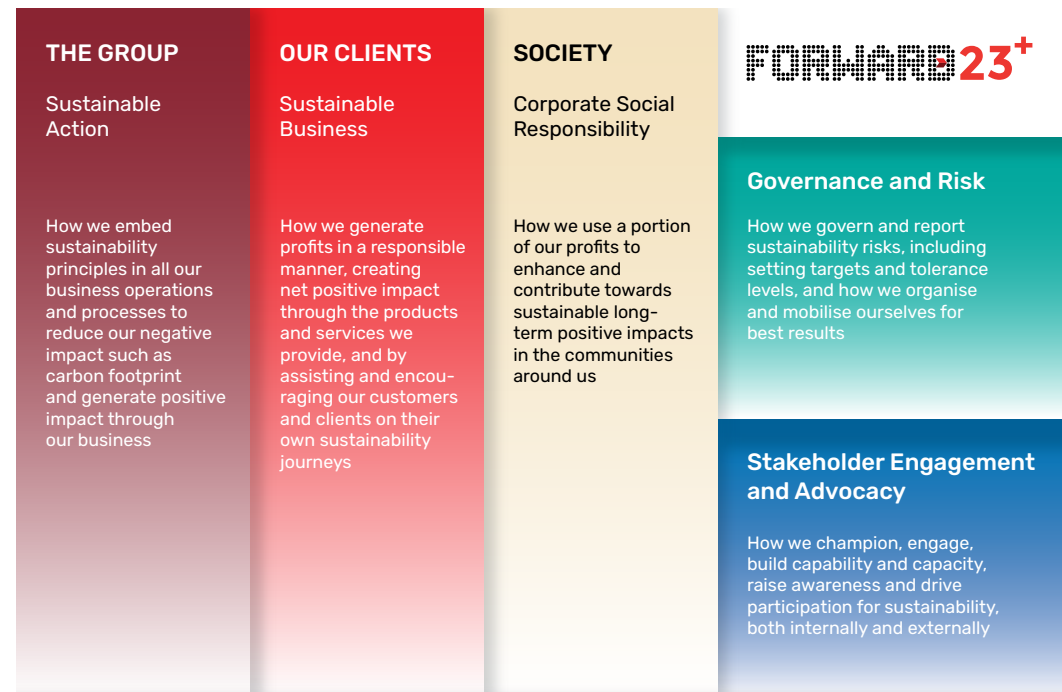 THE GROUP
Sustainable
Action
How we embed
sustainability
principles in all our
business operations
and processes to
reduce our negative
impact such as
carbon footprint
and generate positive
impact through
our business
OUR CLIENTS
Sustainable
Business
How we generate
profits in a responsible
manner, creating
net positive impact
through the products
and services we
provide, and by
assisting and encou-
raging our customers
and clients on their
own sustainability
journeys
SOCIETY
Corporate Social
Responsibility
How we use a portion
of our profits to
enhance and
contribute towards
sustainable long-
term positive impacts
in the communities
around us
FORWARD23+
Governance and Risk
How we govern and report
sustainability risks, including
setting targets and tolerance
levels, and how we organise
and mobilise ourselves for
best results
Stakeholder Engagement
and Advocacy
How we champion, engage,
build capability and capacity,
raise awareness and drive
participation for sustainability,
both internally and externally